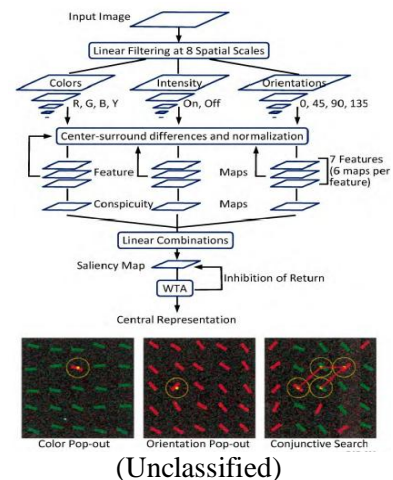 Input Image
Linear Filtering at 8 Spatial Scales
Colors Intensity Orientations
R, G, B, Y On, Off 0, 45, 90, 135
Center-surround differences and normalization
7 Features
Feature Maps (6 maps per
feature)
Conspicuity Maps
Linear Combinations
Saliency Map
Inhibition of Return
WTA
Central Representation
Color Pop-out Orientation Pop-out Conjunctive Search
(Unclassified)